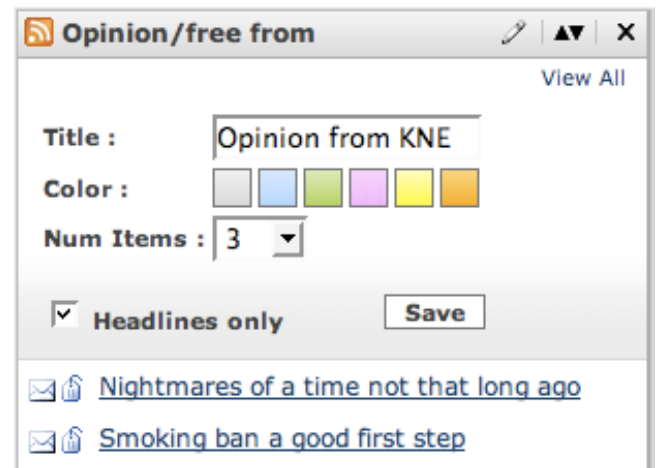 Opinion/free from
View All
Title : Opinion from KNE
Color :
Num Items : 3
Headlines only Save
Nightmares of a time not that long ago
Smoking ban a good first step